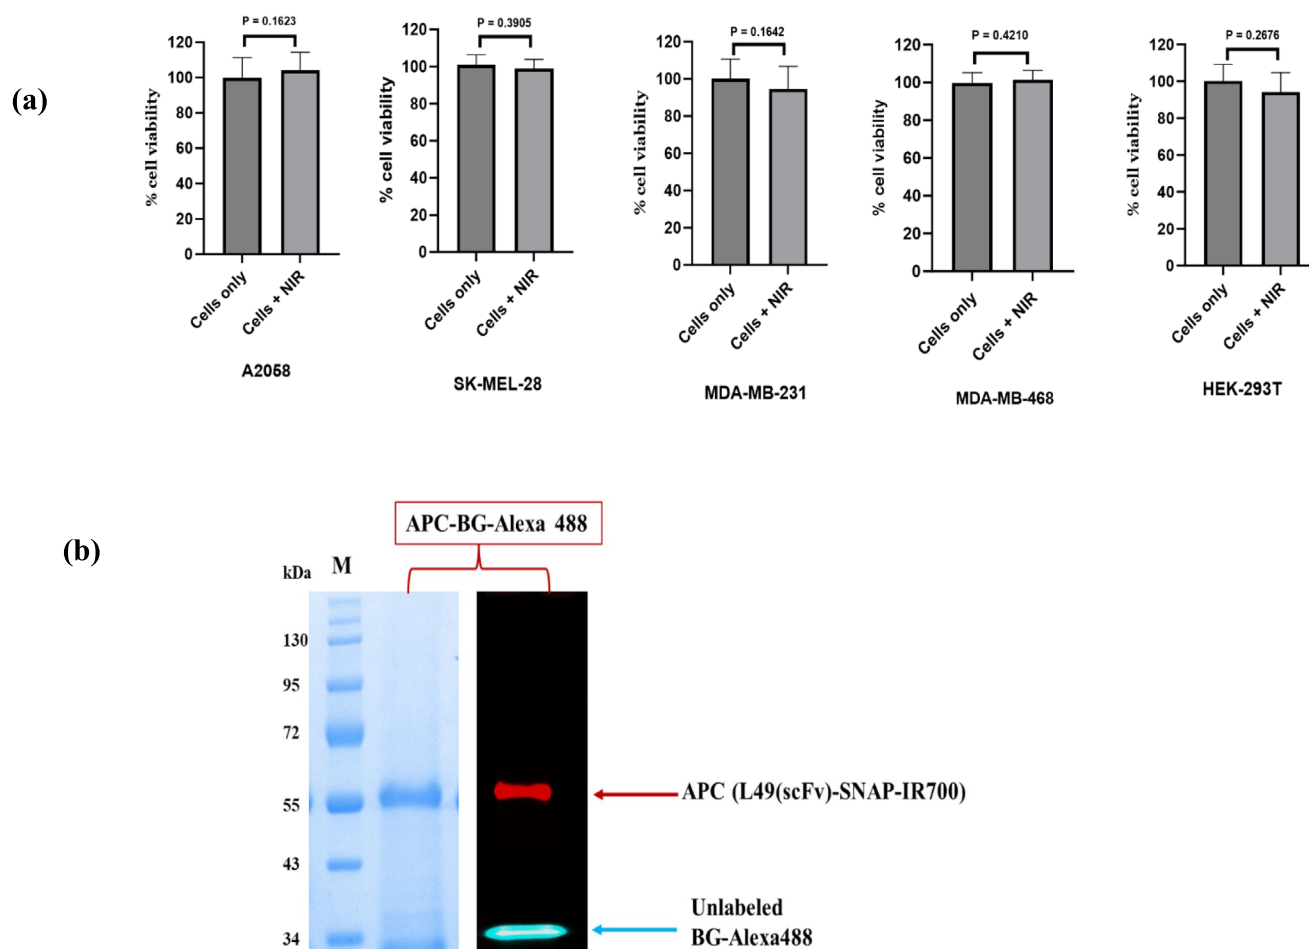 (a)
P = 0.1623
120
100
80
60
40
20
0
% cell viability
Cells only
Cells + NIR
A2058
P = 0.3905
120
100
80
60
40
20
0
% cell viability
Cells only
Cells + NIR
SK-MEL-28
P = 0.1642
120
100
80
60
40
20
0
% cell viability
Cells only
Cells + NIR
MDA-MB-231
P = 0.4210
120
100
80
60
40
20
0
% cell viability
Cells only
Cells + NIR
MDA-MB-468
P = 0.2676
120
100
80
60
40
20
0
% cell viability
Cells only
Cells + NIR
HEK-293T
(b)
APC-BG-Alexa 488
kDa M
130
95
72
55
43
34
APC (L49(scFv)-SNAP-IR700)
Unlabeled
BG-Alexa488